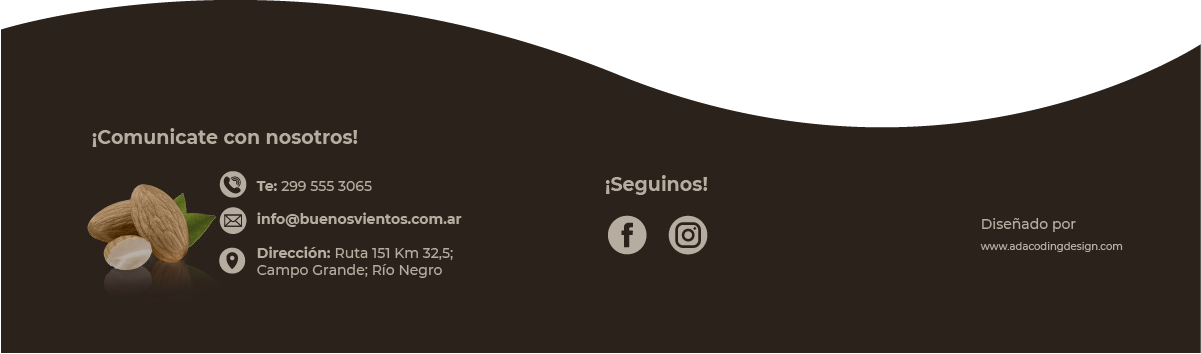 ¡Comunicate con nosotros!
Te: 299 555 3065
info@buenosvientos.com.ar
Dirección: Ruta 151 Km 32,5;
Campo Grande; Río Negro
¡Seguinos!
Diseñado por
www.adacodingdesign.com